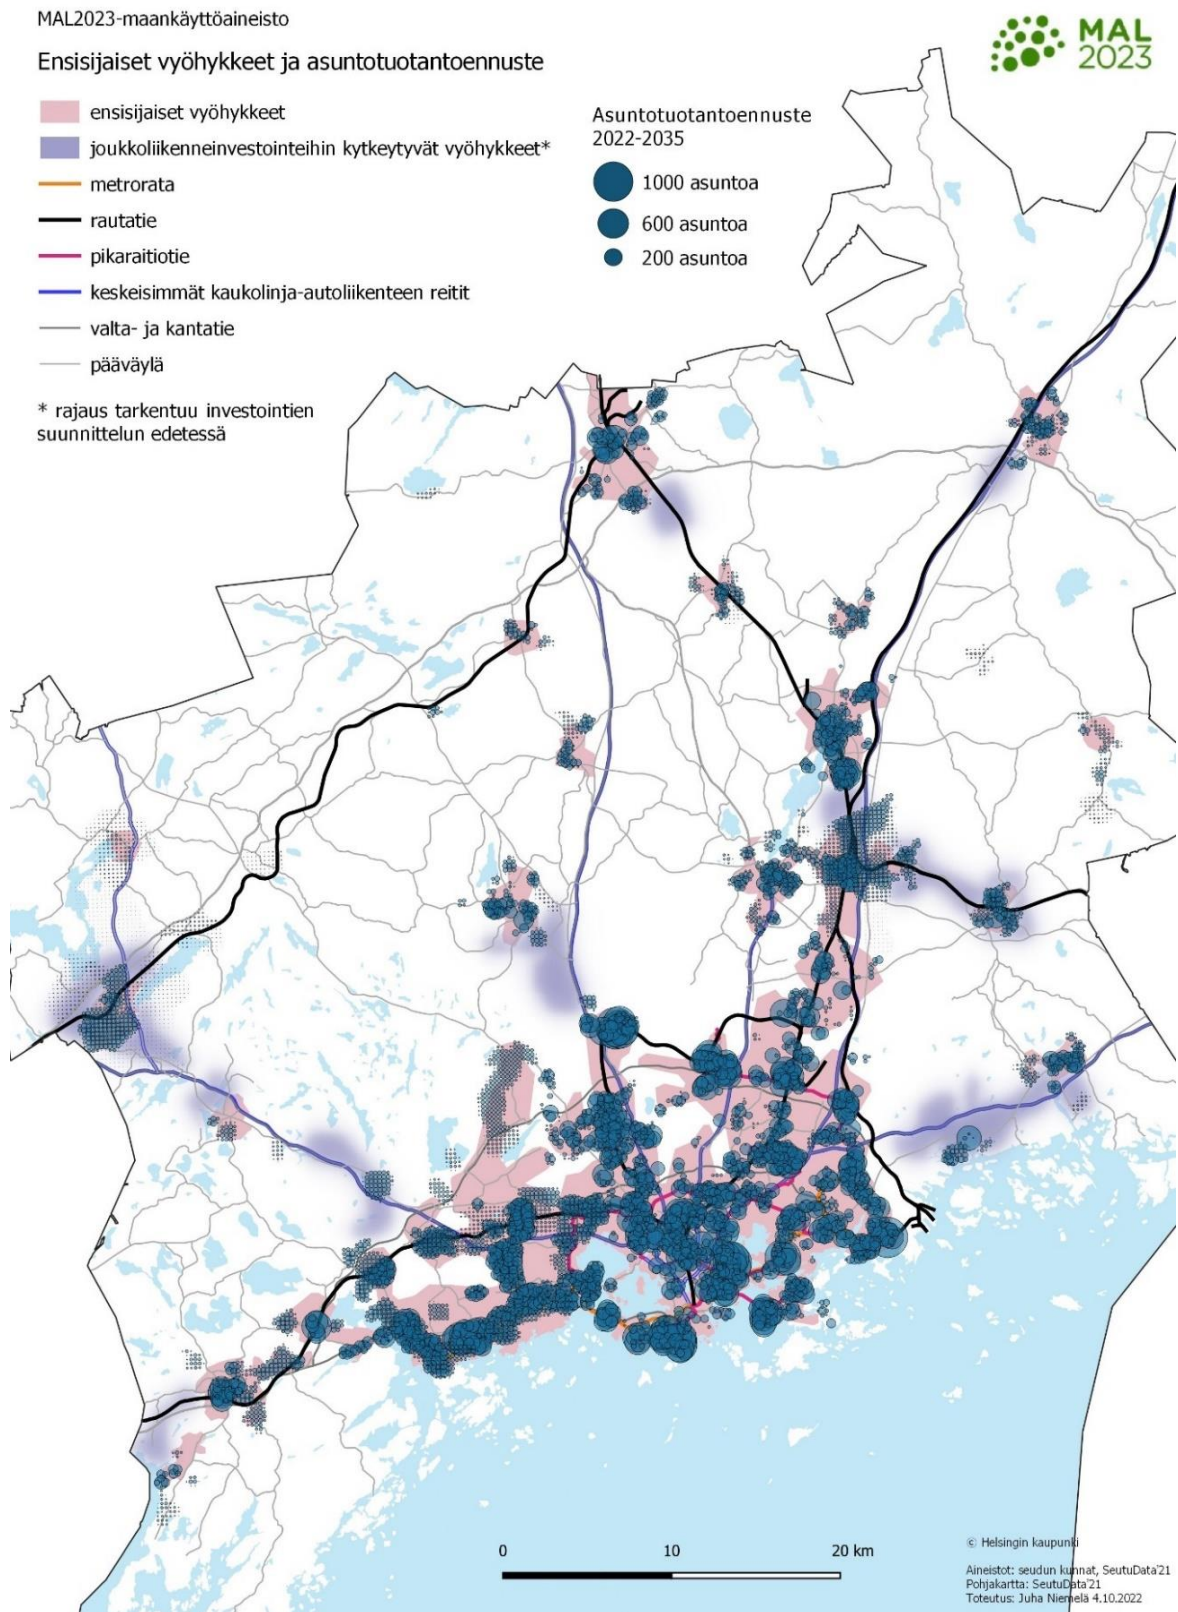 MAL2023-maankäyttöaineisto
Ensisijaiset vyöhykkeet ja asuntotuotantoennuste
MAL
2023
ensisijaiset vyöhykkeet
joukkoliikenneinvestointeihin kytkeytyvät vyöhykkeet*
metrorata
rautatie
pikaraitiotie
keskeisimmät kaukolinja-autoliikenteen reitit
valta- ja kantatie
pääväylä
* rajaus tarkentuu investointien
suunnittelun edetessä
Asuntotuotantoennuste
2022-2035
1000 asuntoa
600 asuntoa
200 asuntoa
0 10 20 km
© Helsingin kaupunki
Aineistot: seudun kunnat, SeutuData'21
Pohjakartta: SeutuData'21
Toteutus: Juha Niemelä 4.10.2022